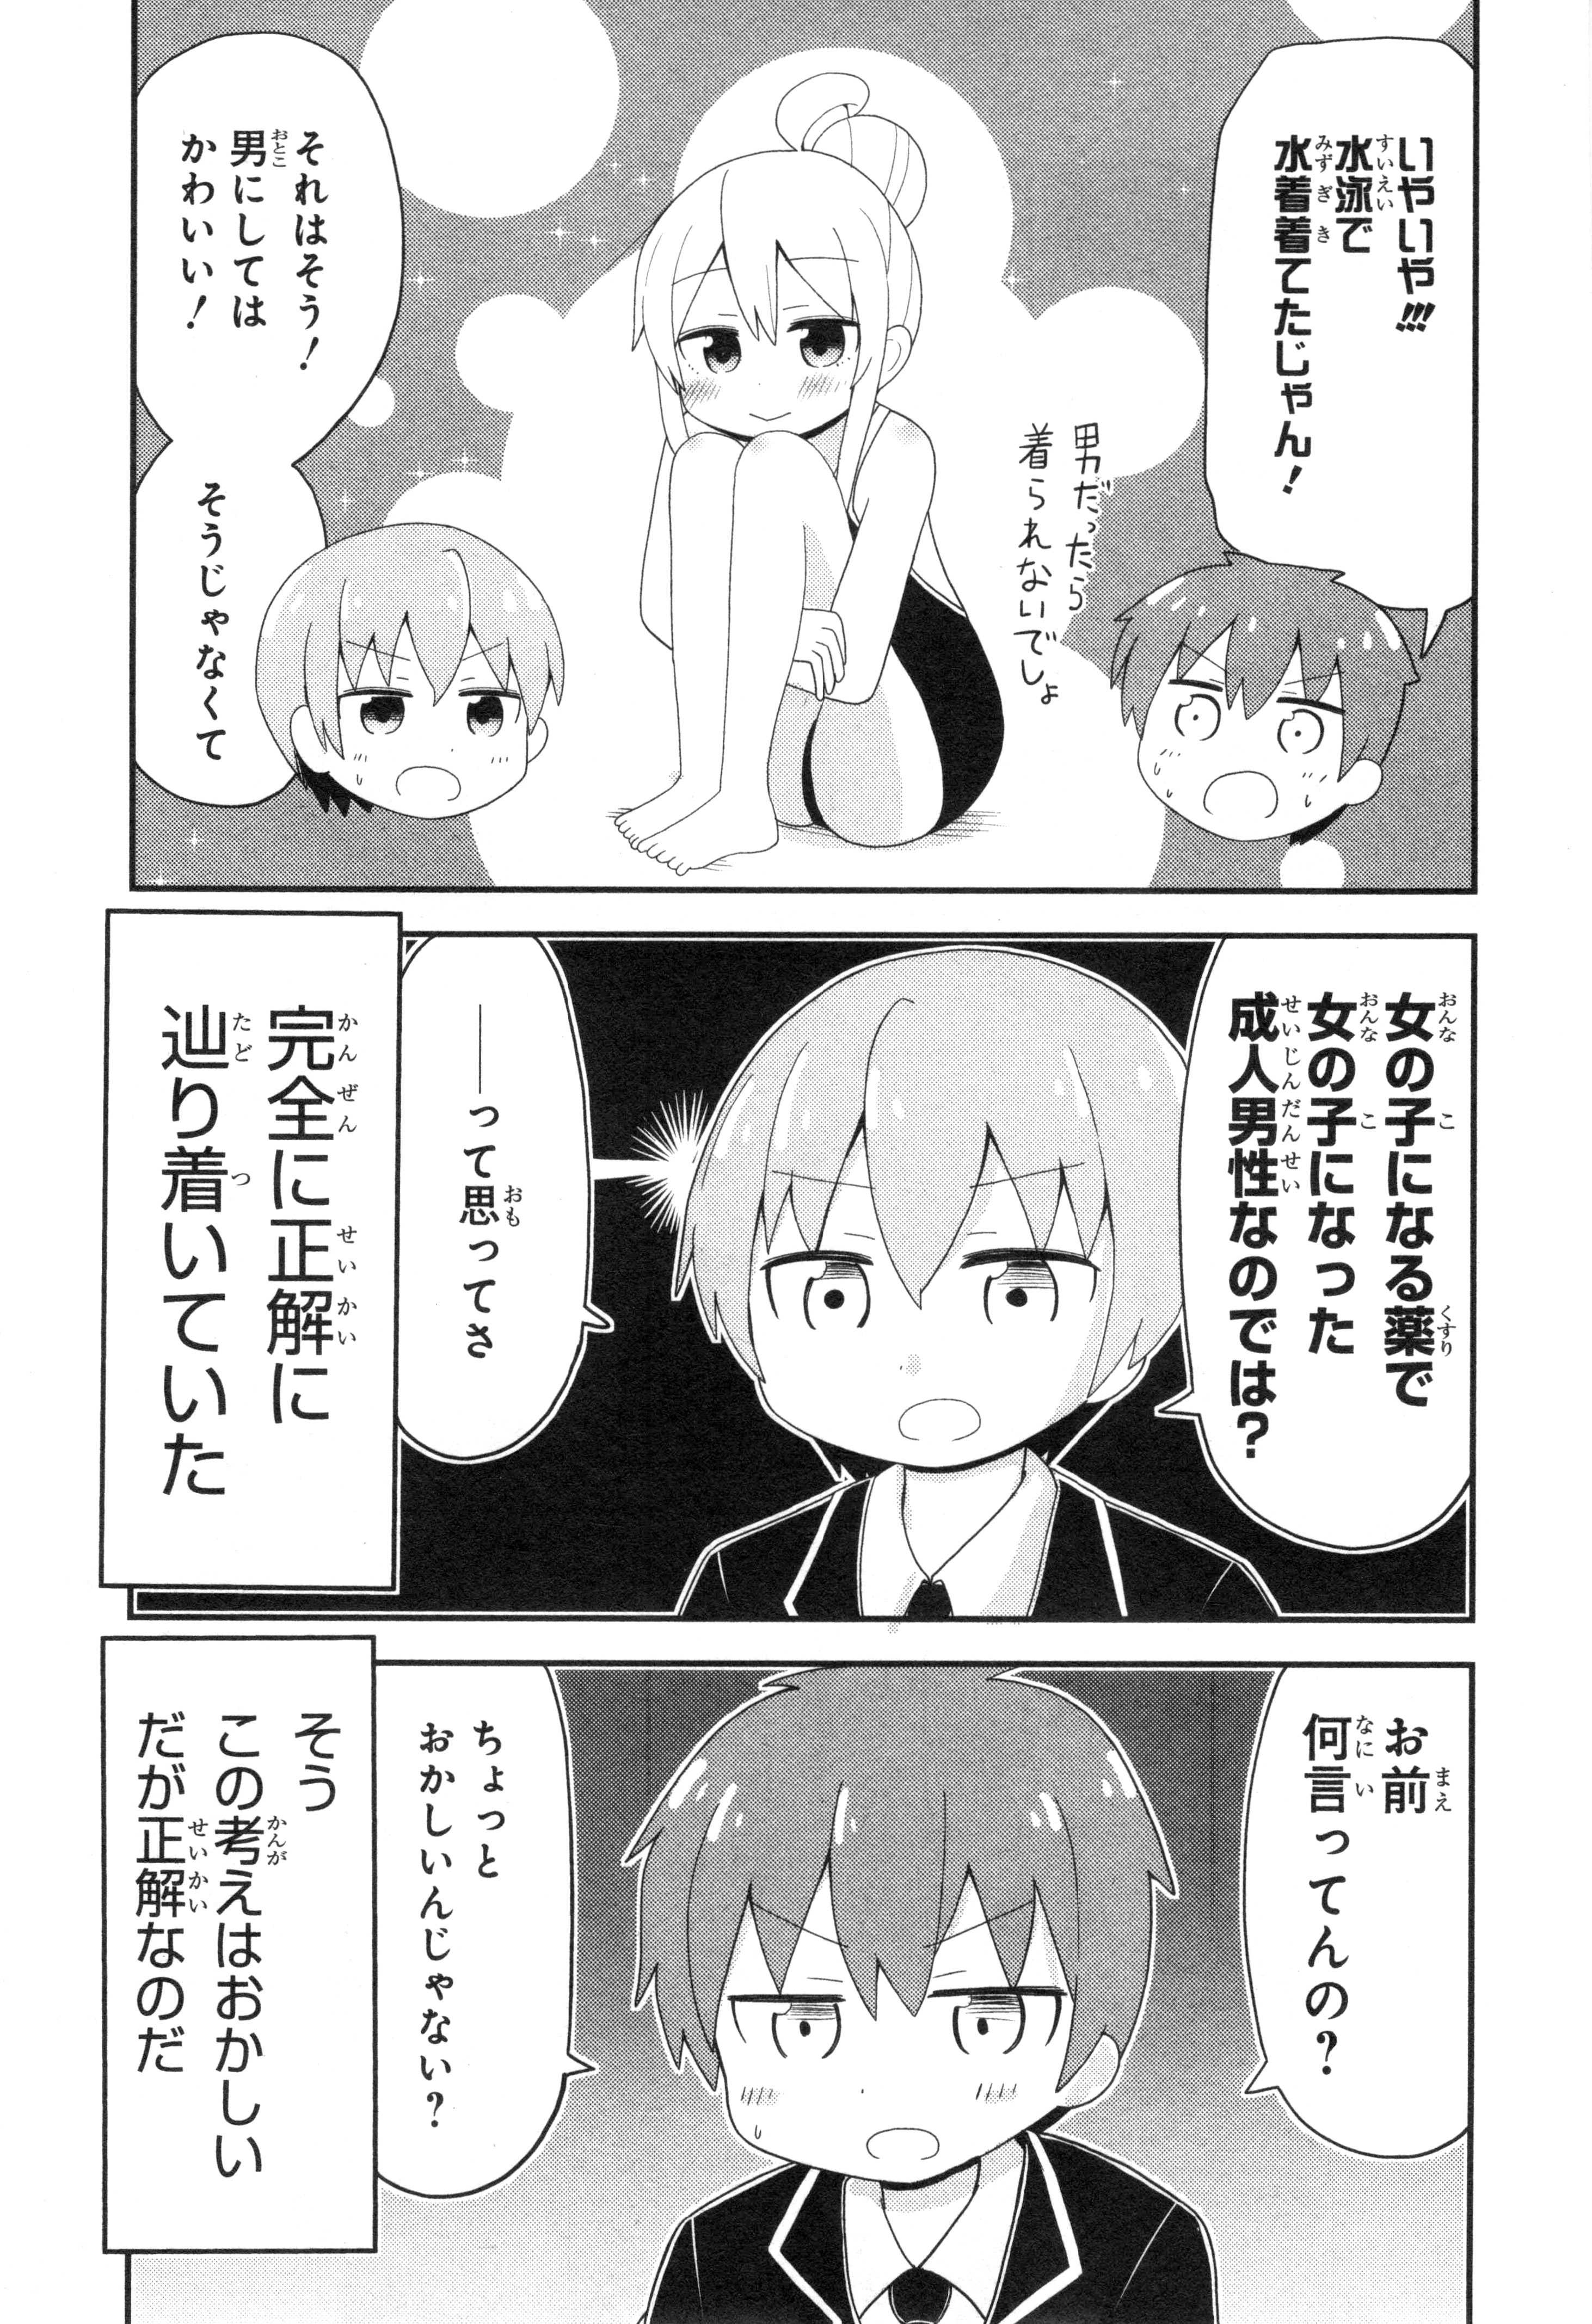 いやいや!!!
水泳で
水着着てたじゃん!
男だったら
着られないでしょ
それはそう!
男にしては
かわいい!
そうじゃなくて
女の子になる薬で
女の子になった
成人男性なのでは?
――って思ってさ
完全に正解に
辿り着いていた
お前
何言ってんの?
ちょっと
おかしいんじゃない?
そう
この考えはおかしい
だが正解なのだ